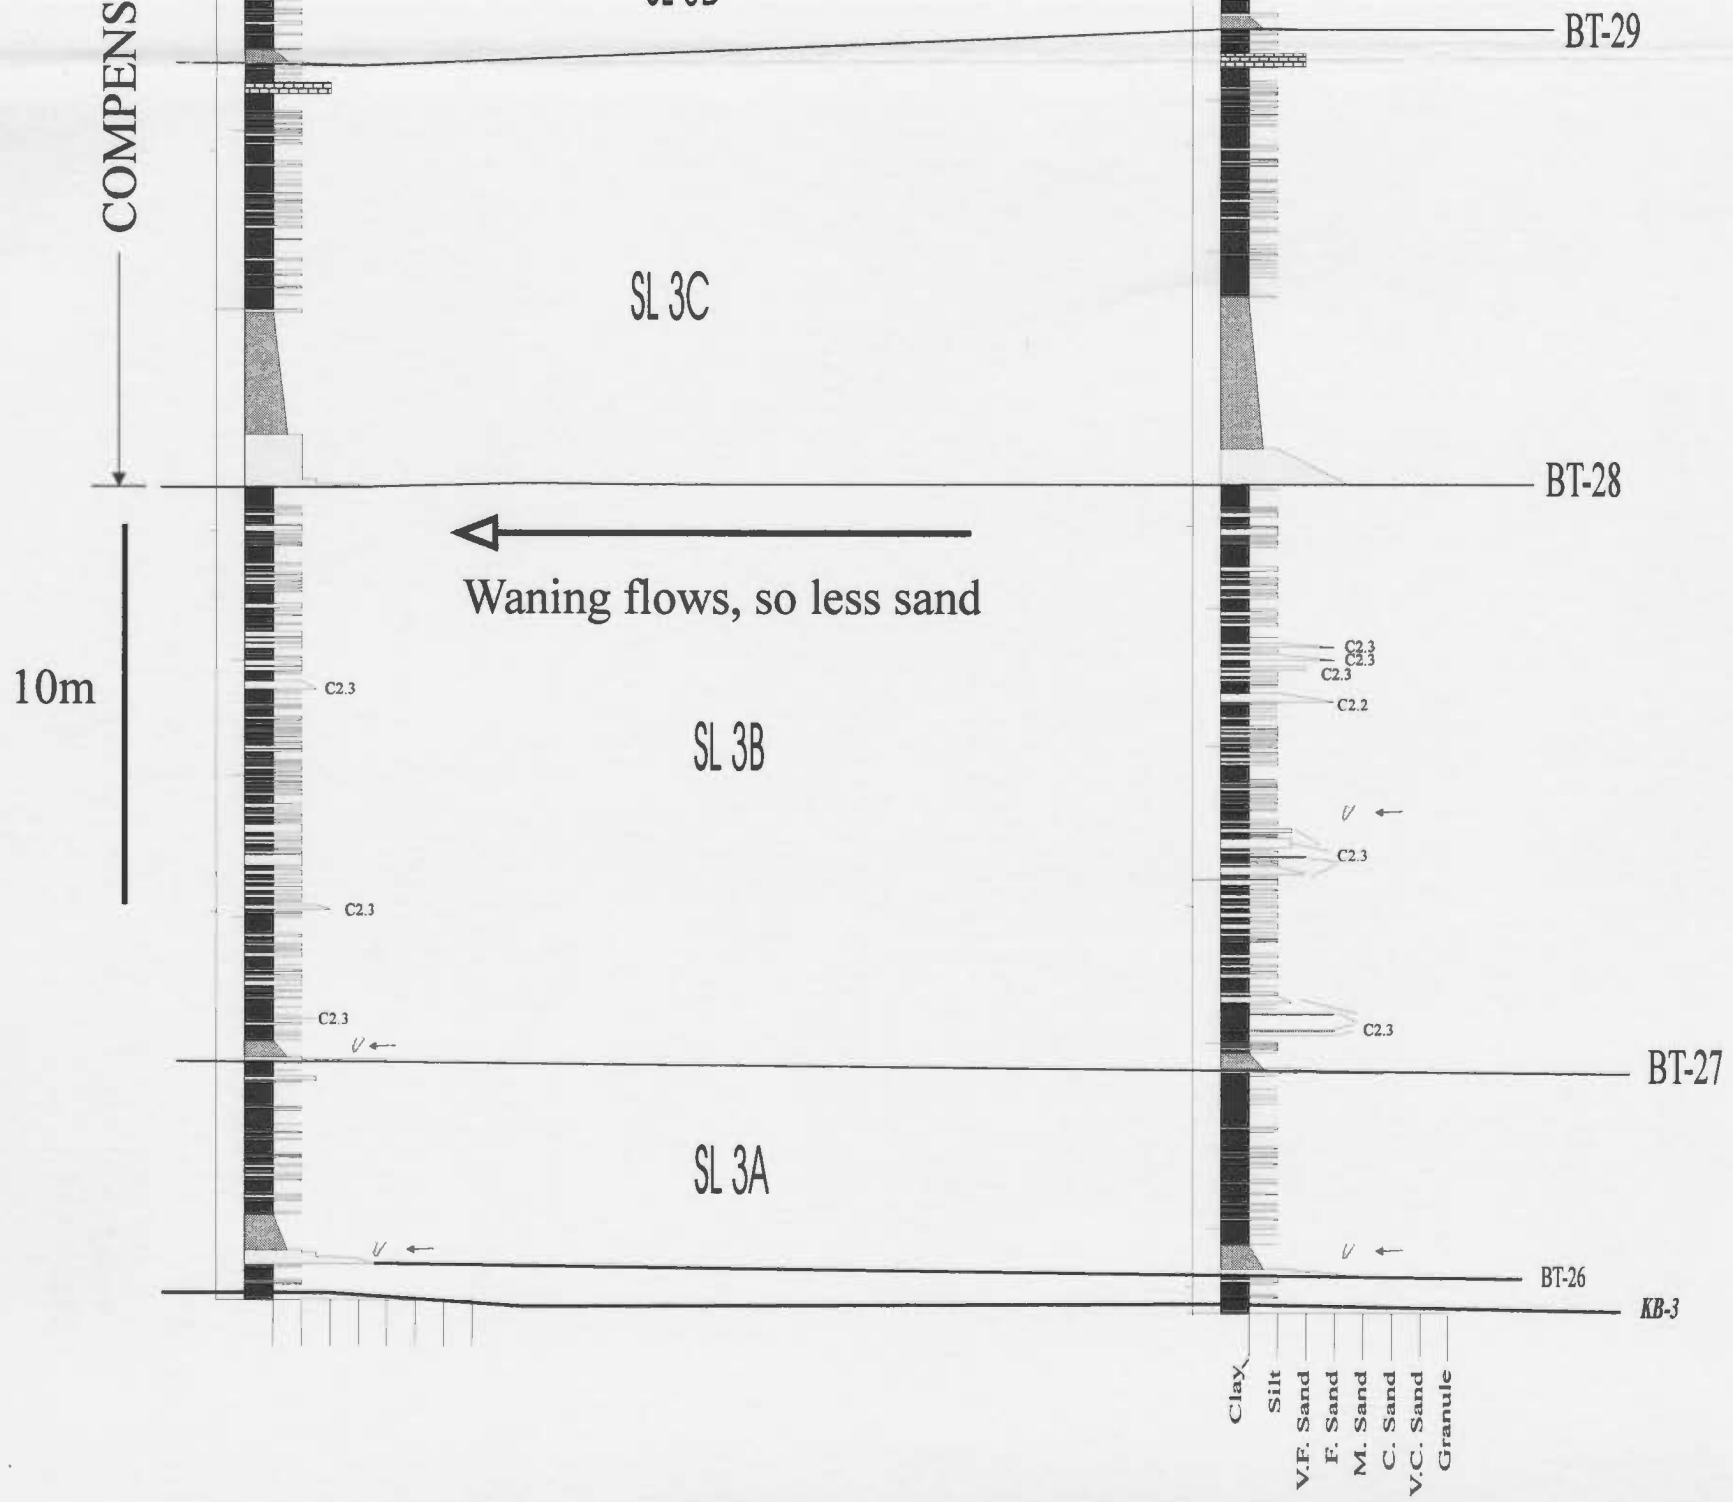 COMPENS
BT-29
SL 3C
BT-28
Waning flows, so less sand
10m
C2.3
C2.3
C2.3
C2.3
C2.2
SL 3B
V
C2.3
C2.3
C2.3
C2.3
V
BT-27
SL 3A
V
V
BT-26
KB-3
Clay
Silt
V.F. Sand
F. Sand
M. Sand
C. Sand
V.C. Sand
Granule